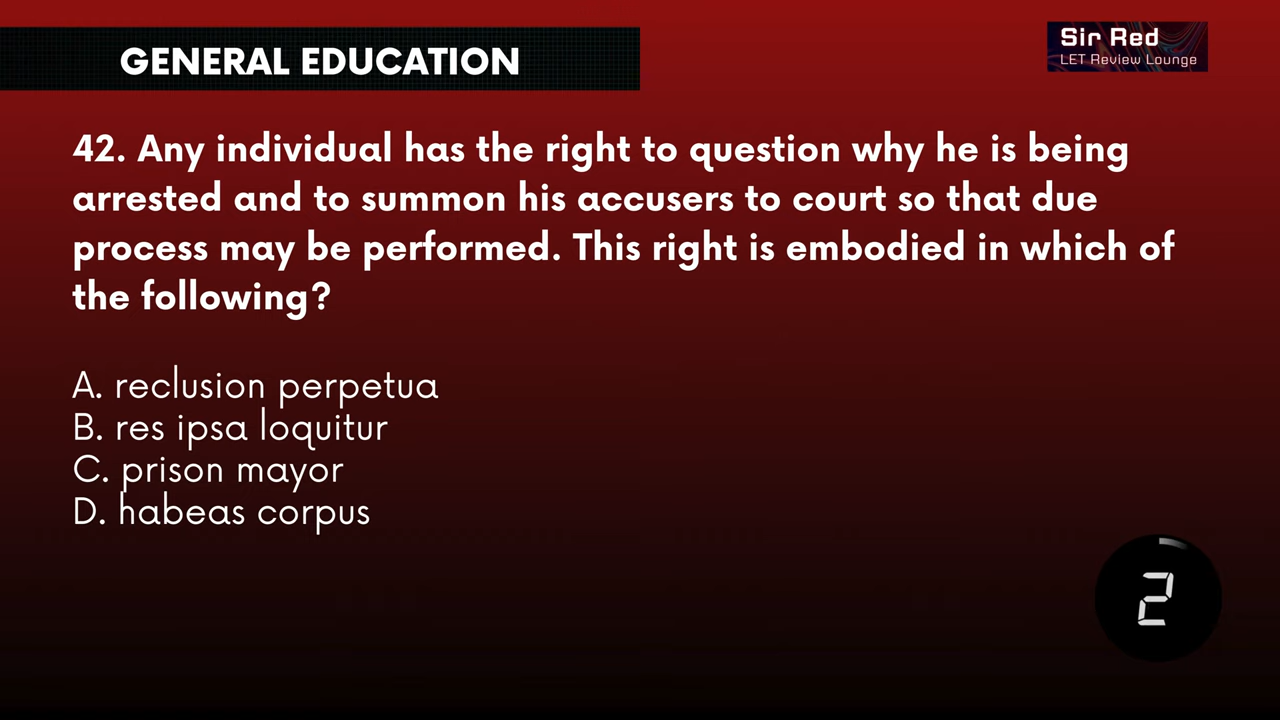 GENERAL EDUCATION
Sir Red
LET Review Lounge
42. Any individual has the right to question why he is being
arrested and to summon his accusers to court so that due
process may be performed. This right is embodied in which of
the following?
A. reclusion perpetua
B. res ipsa loquitur
C. prison mayor
D. habeas corpus
2